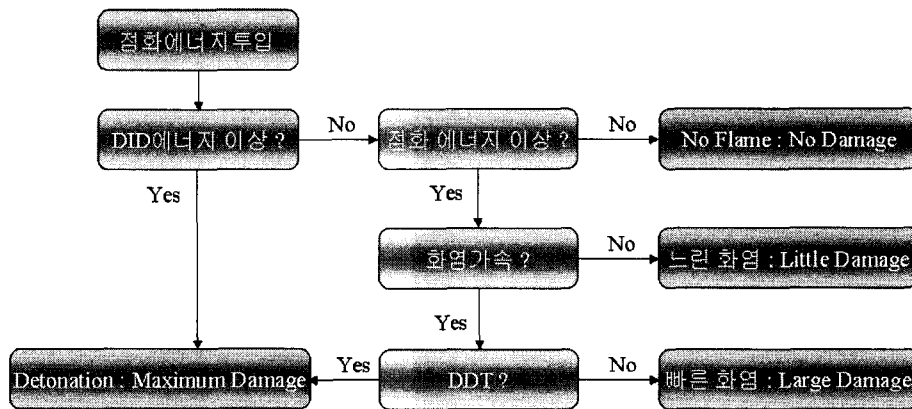 점화에너지투입
DID에너지 이상 ?
No
점화 에너지 이상 ?
No
No Flame : No Damage
Yes
Yes
화염가속 ?
No
느린 화염 : Little Damage
Yes
Detonation : Maximum Damage
Yes
DDT ?
No
빠른 화염 : Large Damage